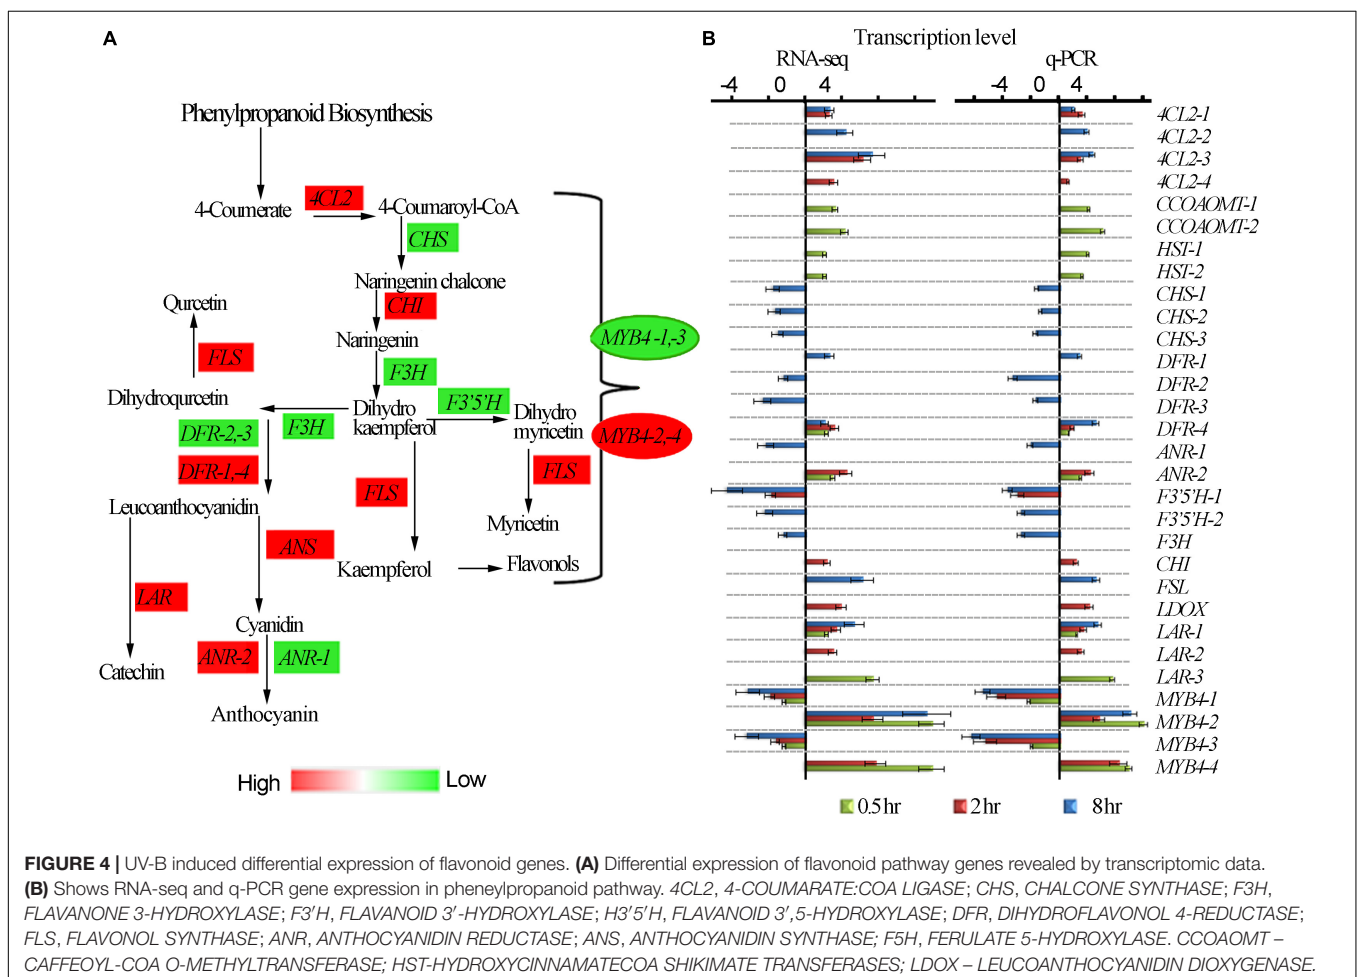 A
Phenylpropanoid Biosynthesis
4-Coumerate
4CL2
4-Coumaroyl-CoA
CHS
Naringenin chalcone
CHI
Qurcetin
Naringenin
FLS
F3H
Dihydroqurcetin
F3'5'H
Dihydro
kaempferol
Dihydro
myricetin
DFR-2,-3
F3H
DFR-1,-4
FLS
FLS
Leucoanthocyanidin
Myricetin
ANS
Kaempferol
Flavonols
LAR
Cyanidin
ANR-2
ANR-1
Catechin
Anthocyanin
MYB4 -1,-3
MYB4-2,-4
High
Low
B
Transcription level
RNA-seq
q-PCR
-4 0 4
-4 0 4
4CL2-1
4CL2-2
4CL2-3
4CL2-4
CCOAOMT-1
CCOAOMT-2
HST-1
HST-2
CHS-1
CHS-2
CHS-3
DFR-1
DFR-2
DFR-3
DFR-4
ANR-1
ANR-2
F3'5'H-1
F3'5'H-2
F3H
CHI
FSL
LDOX
LAR-1
LAR-2
LAR-3
MYB4-1
MYB4-2
MYB4-3
MYB4-4
0.5hr 2hr 8hr
FIGURE 4 | UV-B induced differential expression of flavonoid genes. (A) Differential expression of flavonoid pathway genes revealed by transcriptomic data.
(B) Shows RNA-seq and q-PCR gene expression in pheneylpropanoid pathway. 4CL2, 4-COUMARATE:COA LIGASE; CHS, CHALCONE SYNTHASE; F3H,
FLAVANONE 3-HYDROXYLASE; F3′H, FLAVANOID 3′-HYDROXYLASE; H3′5′H, FLAVANOID 3′,5-HYDROXYLASE; DFR, DIHYDROFLAVONOL 4-REDUCTASE;
FLS, FLAVONOL SYNTHASE; ANR, ANTHOCYANIDIN REDUCTASE; ANS, ANTHOCYANIDIN SYNTHASE; F5H, FERULATE 5-HYDROXYLASE. CCOAOMT –
CAFFEOYL-COA O-METHYLTRANSFERASE; HST-HYDROXYCINNAMATECOA SHIKIMATE TRANSFERASES; LDOX – LEUCOANTHOCYANIDIN DIOXYGENASE.